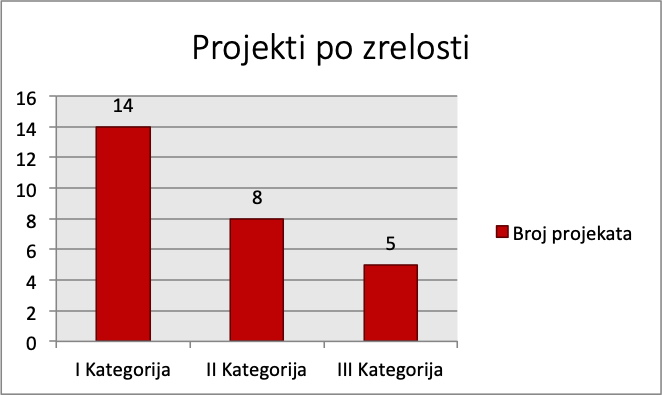 Projekti po zrelosti
16
14
12
10
8
6
4
2
0
14
8
5
I Kategorija
II Kategorija
III Kategorija
Broj projekata